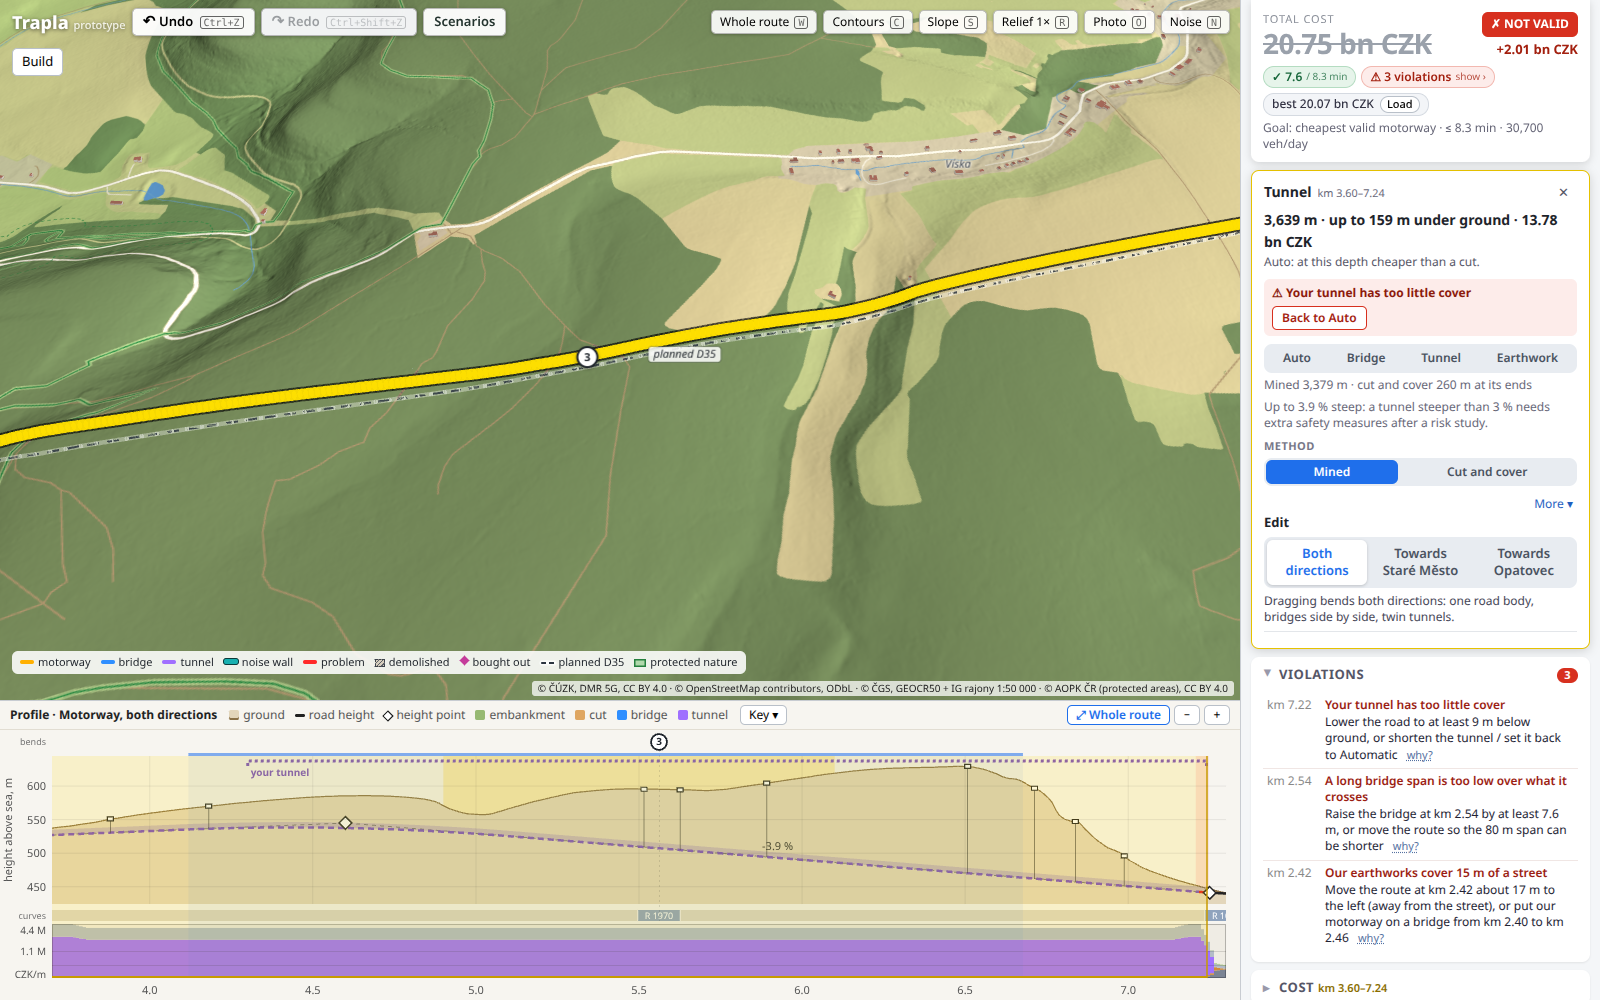 Trapla prototype
↶ Undo Ctrl+Z
↷ Redo Ctrl+Shift+Z
Scenarios
Whole route W
Contours C
Slope S
Relief 1× R
Photo O
Noise N
Build
Víska
3
planned D35
motorway
bridge
tunnel
noise wall
problem
demolished
bought out
planned D35
protected nature
© ČÚZK, DMR 5G, CC BY 4.0 · © OpenStreetMap contributors, ODbL · © ČGS, GEOCR50 + IG rajony 1:50 000 · © AOPK ČR (protected areas), CC BY 4.0
Profile · Motorway, both directions
ground
road height
height point
embankment
cut
bridge
tunnel
Key ▾
⤢ Whole route
−
+
bends
3
your tunnel
height above sea, m
600
550
500
450
-3.9 %
curves
R 1970
4.4 M
1.1 M
CZK/m
4.0
4.5
5.0
5.5
6.0
6.5
7.0
TOTAL COST
20.75 bn CZK
✗ NOT VALID
+2.01 bn CZK
✓ 7.6 / 8.3 min
⚠ 3 violations show ›
best 20.07 bn CZK Load
Goal: cheapest valid motorway · ≤ 8.3 min · 30,700
veh/day
Tunnel km 3.60–7.24
✕
3,639 m · up to 159 m under ground · 13.78
bn CZK
Auto: at this depth cheaper than a cut.
⚠ Your tunnel has too little cover
Back to Auto
Auto
Bridge
Tunnel
Earthwork
Mined 3,379 m · cut and cover 260 m at its ends
Up to 3.9 % steep: a tunnel steeper than 3 % needs
extra safety measures after a risk study.
METHOD
Mined
Cut and cover
More ▾
Edit
Both
directions
Towards
Staré Město
Towards
Opatovec
Dragging bends both directions: one road body,
bridges side by side, twin tunnels.
▼ VIOLATIONS
3
km 7.22
Your tunnel has too little cover
Lower the road to at least 9 m below
ground, or shorten the tunnel / set it back
to Automatic why?
km 2.54
A long bridge span is too low over what it
crosses
Raise the bridge at km 2.54 by at least 7.6
m, or move the route so the 80 m span can
be shorter why?
km 2.42
Our earthworks cover 15 m of a street
Move the route at km 2.42 about 17 m to
the left (away from the street), or put our
motorway on a bridge from km 2.40 to km
2.46 why?
▶ COST km 3.60–7.24